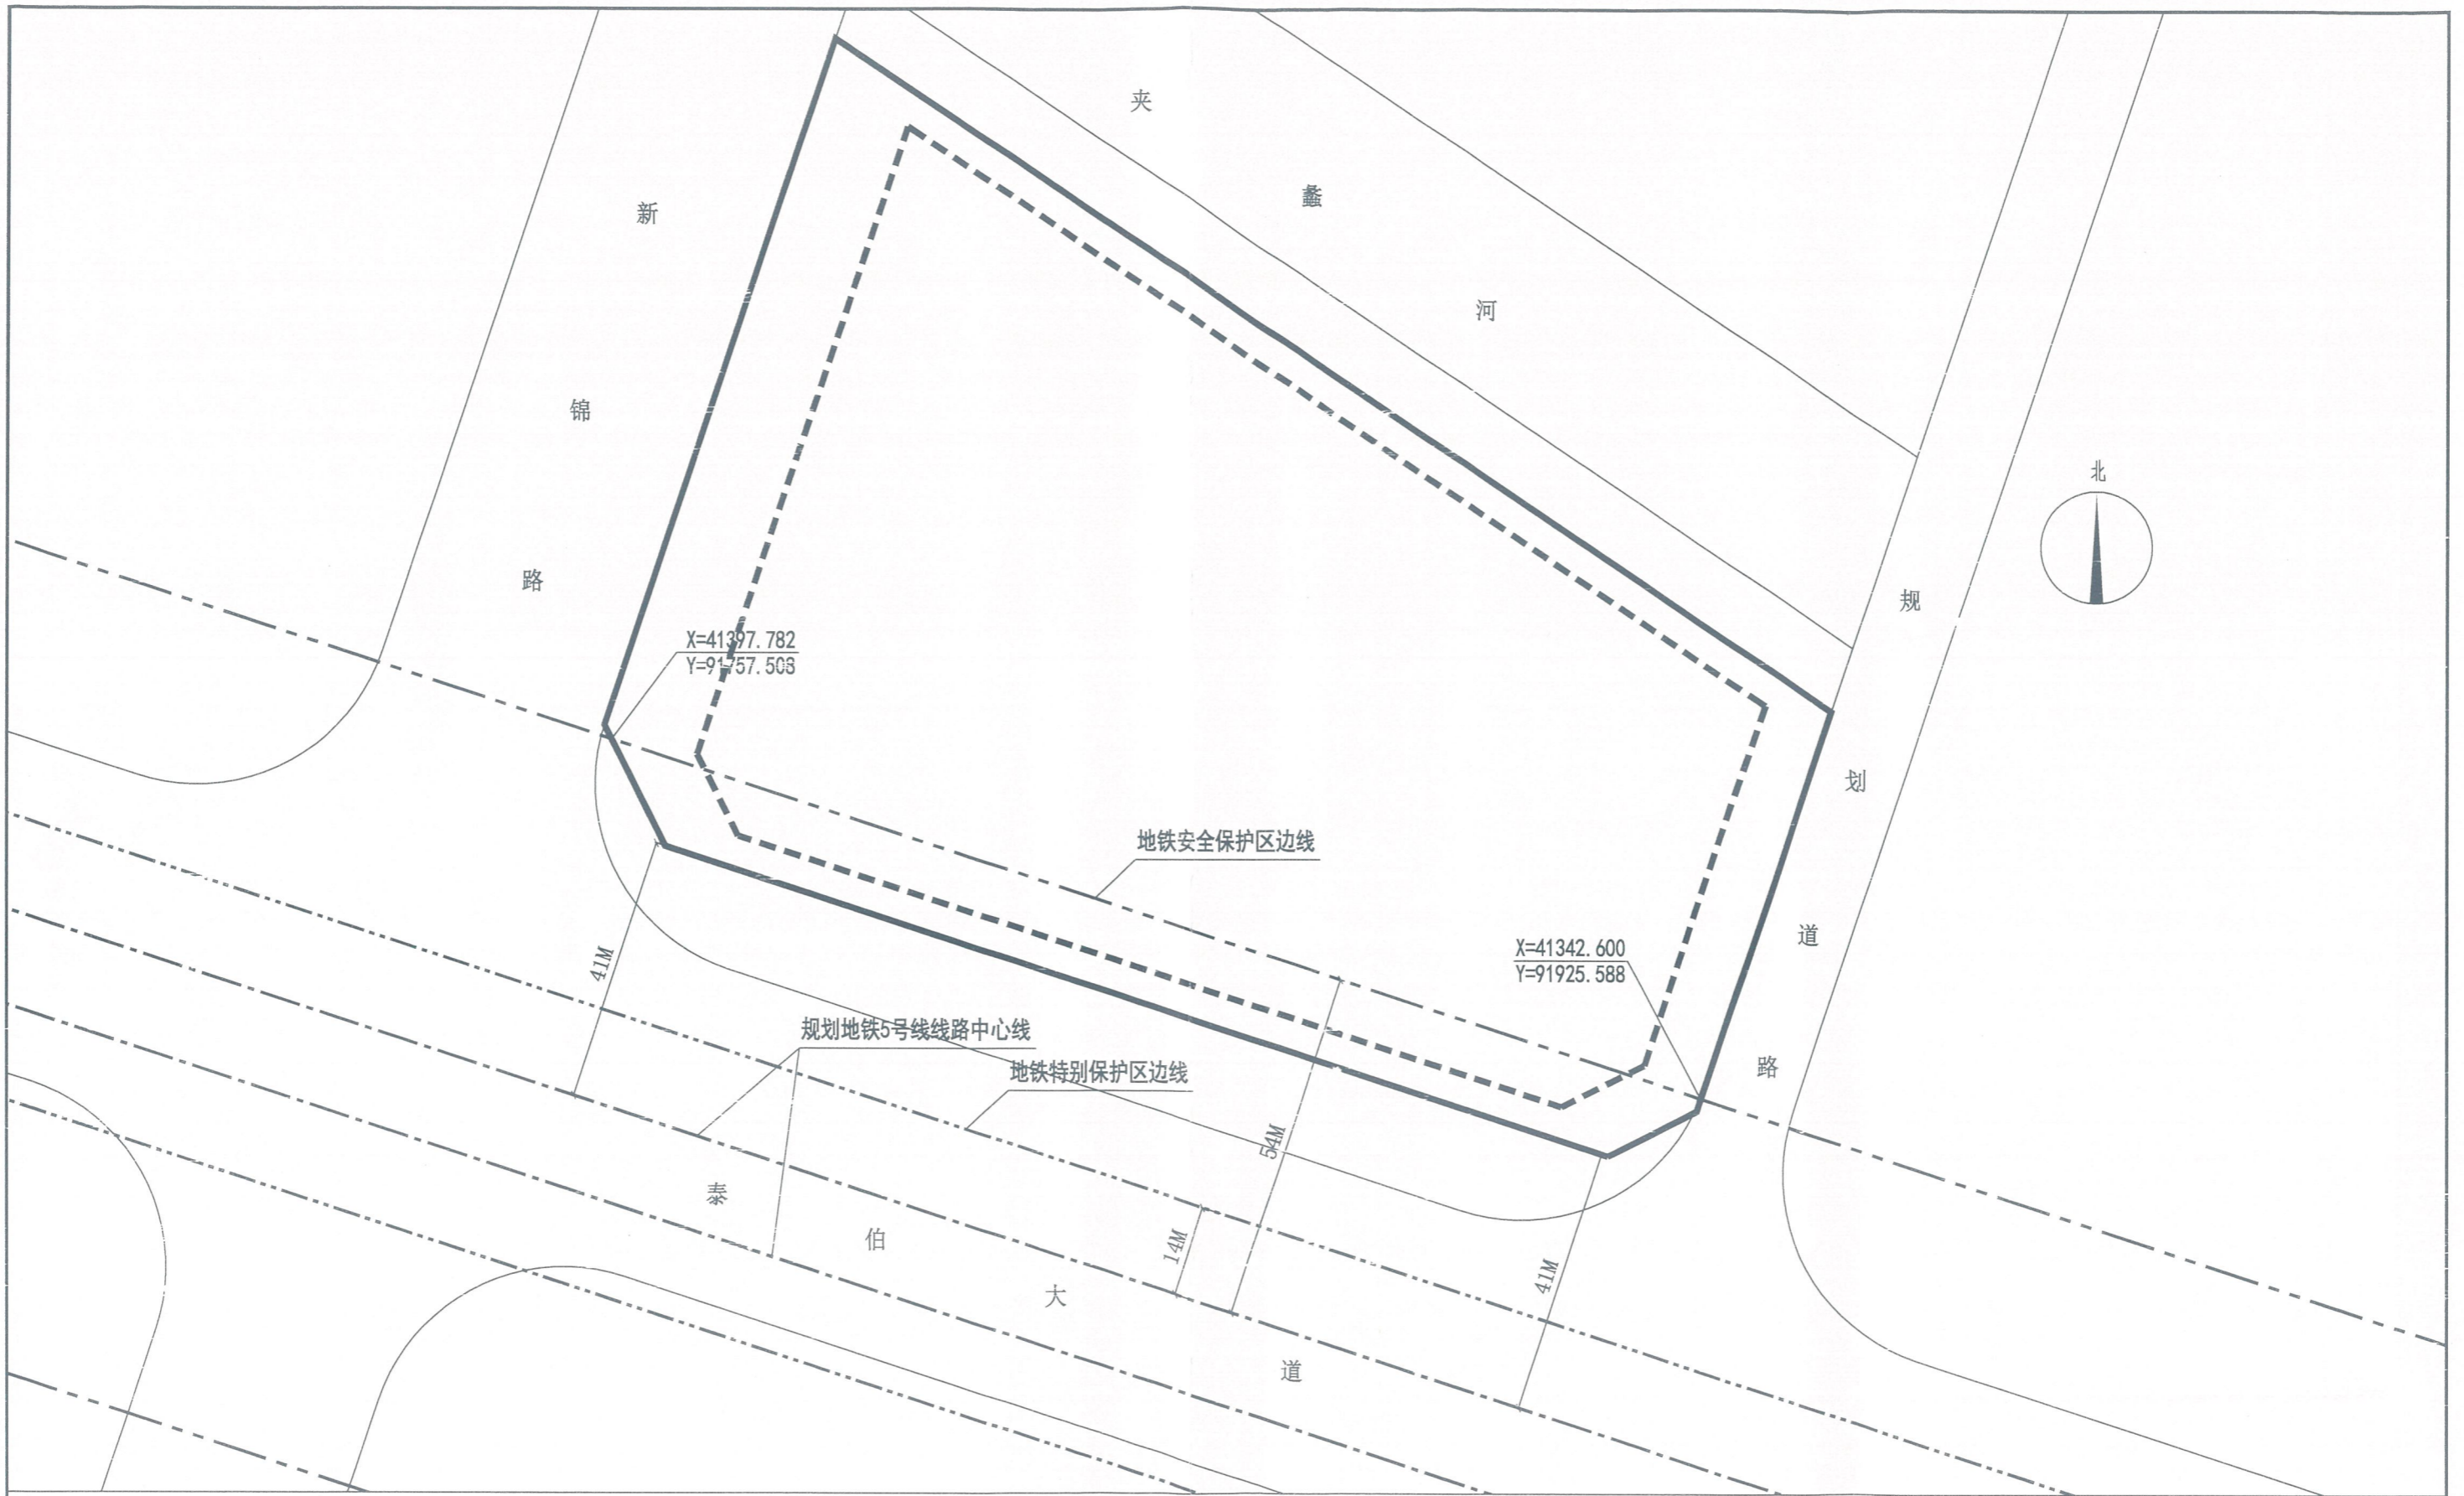 夹
蠡
河
新
锦
路
北
规
划
道
路
X=41397.782
Y=91757.503
地铁安全保护区边线
X=41342.600
Y=91925.588
41M
规划地铁5号线线路中心线
地铁特别保护区边线
54M
14M
41M
泰
伯
大
道